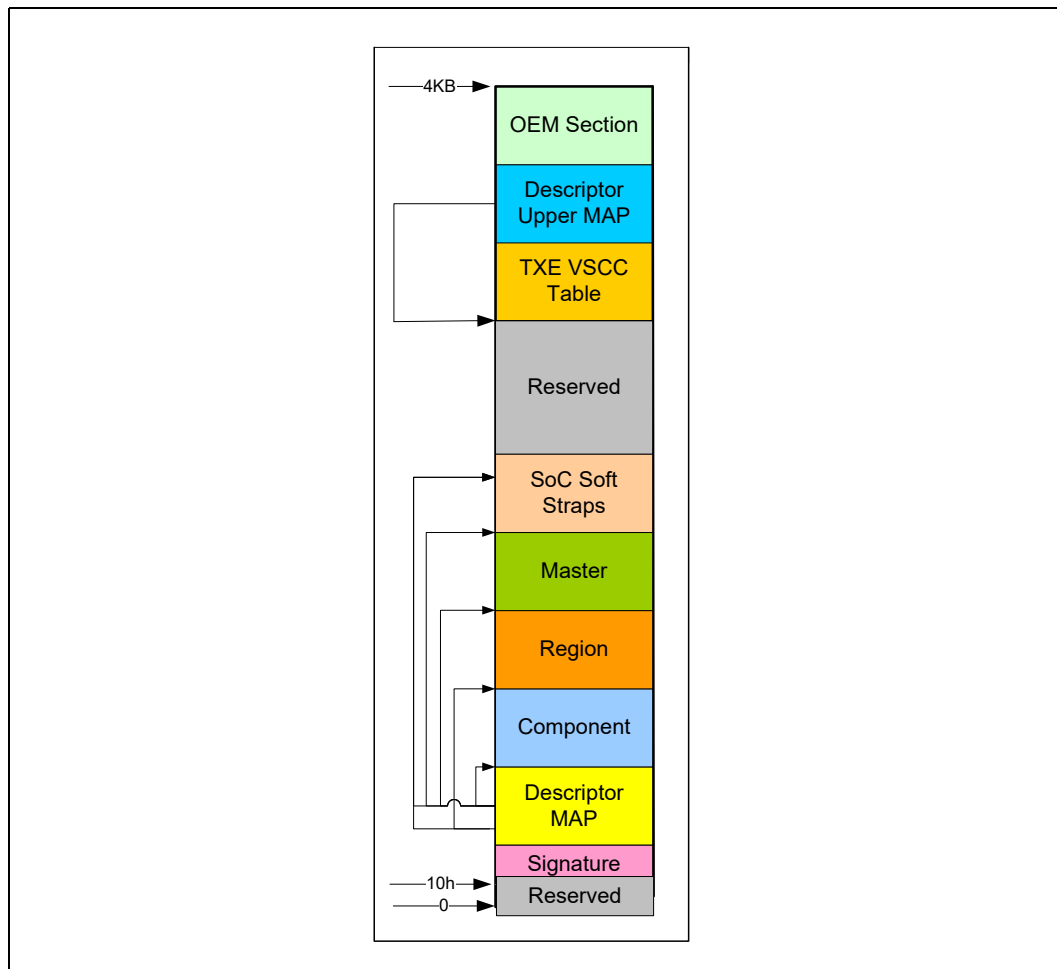 4KB
OEM Section
Descriptor
Upper MAP
TXE VSCC
Table
Reserved
SoC Soft
Straps
Master
Region
Component
Descriptor
MAP
Signature
10h
Reserved
0